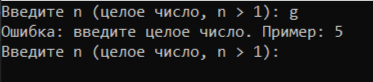 Введите n (целое число, n > 1): g
Ошибка: введите целое число. Пример: 5
Введите n (целое число, n > 1):